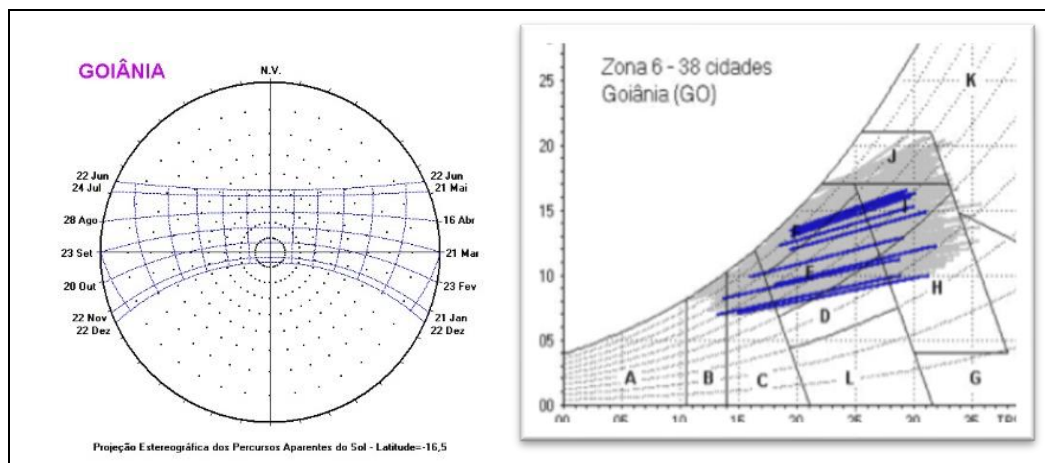 GOIÂNIA
N.V.
22 Jun
24 Jul
28 Ago
23 Set
20 Out
22 Nov
22 Dez
22 Jun
21 Mai
16 Abr
21 Mar
23 Fev
21 Jan
22 Dez
Projeção Estereográfica dos Percursos Aparentes do Sol - Latitude=-16,5
Zona 6 - 38 cidades
Goiânia (GO)
K
25
20
J
15
F
I
E
10
H
D
05
A
B
C
L
G
00
00
05
10
15
20
25
30